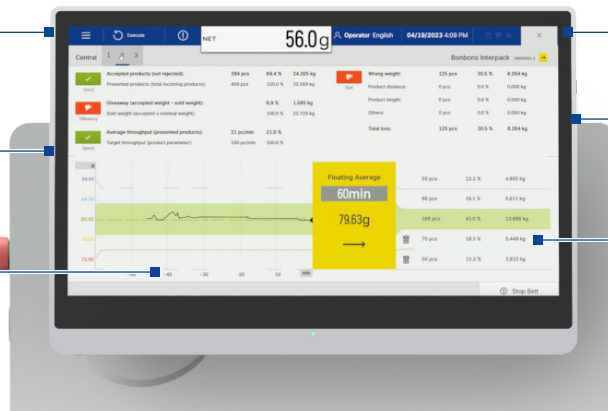 Execute
NET 56.0g
Operator English 04/19/2023 4:09 PM
Central 1 3
Bonbons Interpack
Accepted products (not rejected): 284 pcs 69.4 % 24.305 kg
Good
Presented products (total incoming products): 409 pcs 100.0 % 32.569 kg
Giveaway (accepted weight - sold weight): 6.9 % 1.585 kg
Efficiency
Sold weight (accepted x nominal weight): 100.0 % 22.720 kg
Average throughput (presented products): 21 pc/min 21.0 %
Speed
Target throughput (product parameter): 100 pc/min 100.0 %
Wrong weight: 125 pcs 30.5 % 8.264 kg
Bad
Product distance: 0 pcs 0.0 % 0.000 kg
Product length: 0 pcs 0.0 % 0.000 kg
Others: 0 pcs 0.0 % 0.000 kg
Total loss: 125 pcs 30.5 % 8.264 kg
Floating Average
60min
79.63g
50 pcs 12.2 % 4.805 kg
66 pcs 16.1 % 5.611 kg
80.00
168 pcs 41.0 % 13.889 kg
75 pcs 18.3 % 5.449 kg
71.00
50 pcs 12.2 % 2.815 kg
-40 -30 20 10
Stop Belt